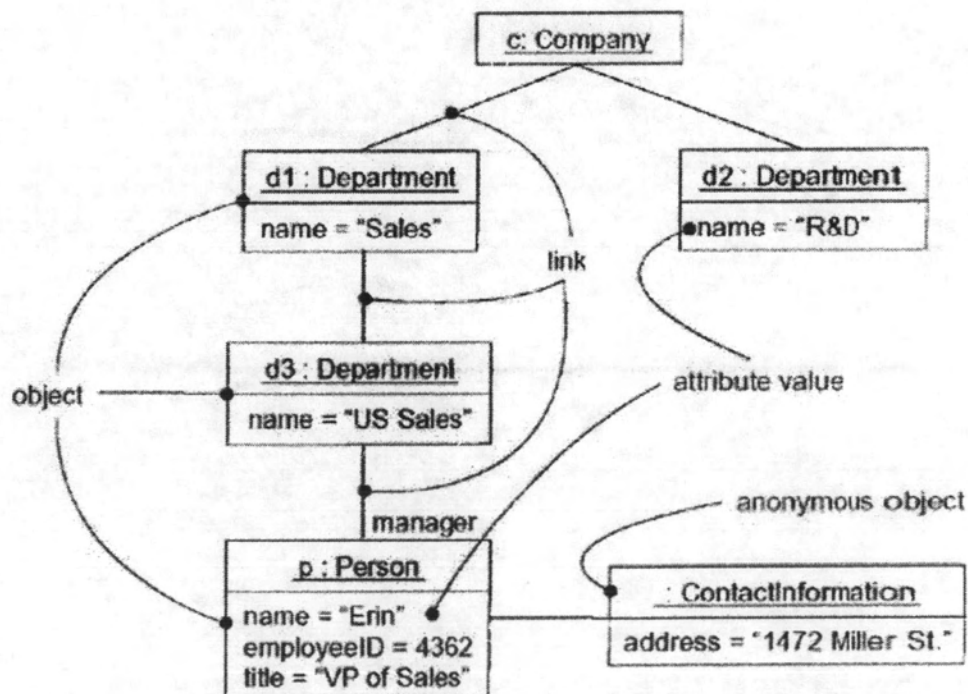 c: Company
d1 : Department
name = "Sales"
d2 : Department
name = "R&D"
link
d3 : Department
name = "US Sales"
object
attribute value
manager
anonymous object
p : Person
name = "Erin"
employeeID = 4362
title = "VP of Sales"
: ContactInformation
address = "1472 Miller St."